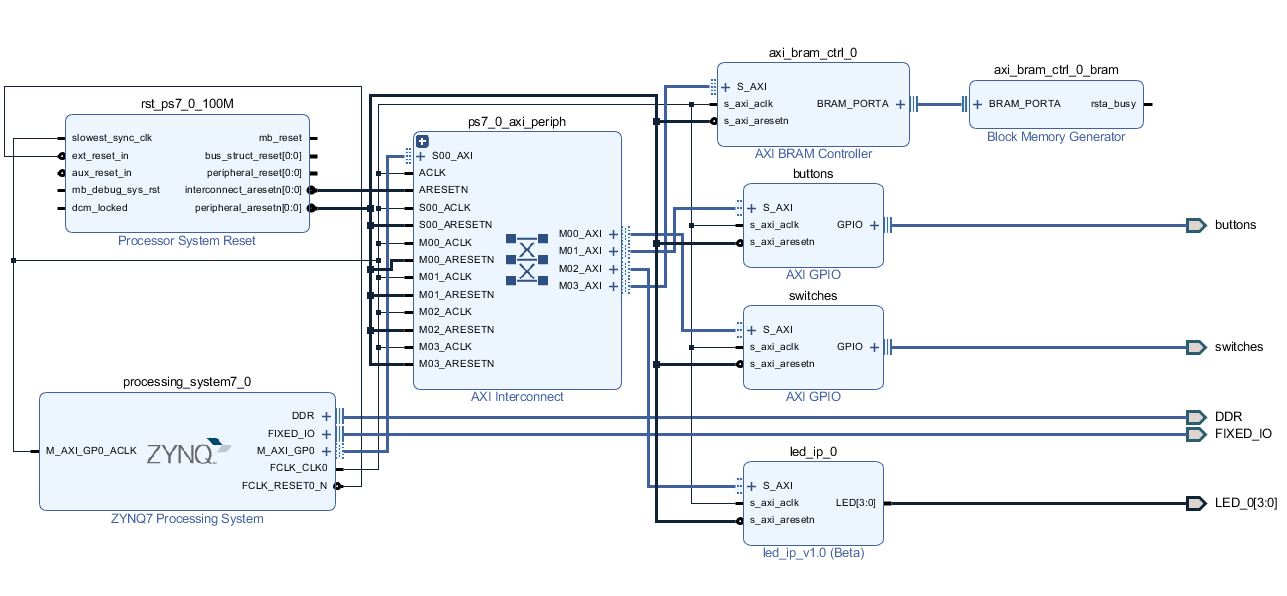 rst_ps7_0_100M
slowest_sync_clk
ext_reset_in
aux_reset_in
mb_debug_sys_rst
dcm_locked
mb_reset
bus_struct_reset[0:0]
peripheral_reset[0:0]
interconnect_aresetn[0:0]
peripheral_aresetn[0:0]
Processor System Reset
processing_system7_0
M_AXI_GP0_ACLK
ZYNQ
DDR
FIXED_IO
M_AXI_GP0
FCLK_CLK0
FCLK_RESET0_N
ZYNQ7 Processing System
ps7_0_axi_periph
S00_AXI
ACLK
ARESETN
S00_ACLK
S00_ARESETN
M00_ACLK
M00_ARESETN
M01_ACLK
M01_ARESETN
M02_ACLK
M02_ARESETN
M03_ACLK
M03_ARESETN
M00_AXI
M01_AXI
M02_AXI
M03_AXI
AXI Interconnect
axi_bram_ctrl_0
S_AXI
s_axi_aclk
s_axi_aresetn
BRAM_PORTA
AXI BRAM Controller
axi_bram_ctrl_0_bram
BRAM_PORTA
rsta_busy
Block Memory Generator
buttons
S_AXI
s_axi_aclk
s_axi_aresetn
GPIO
AXI GPIO
switches
S_AXI
s_axi_aclk
s_axi_aresetn
GPIO
AXI GPIO
led_ip_0
S_AXI
s_axi_aclk
s_axi_aresetn
LED[3:0]
led_ip_v1.0 (Beta)
buttons
switches
DDR
FIXED_IO
LED_0[3:0]